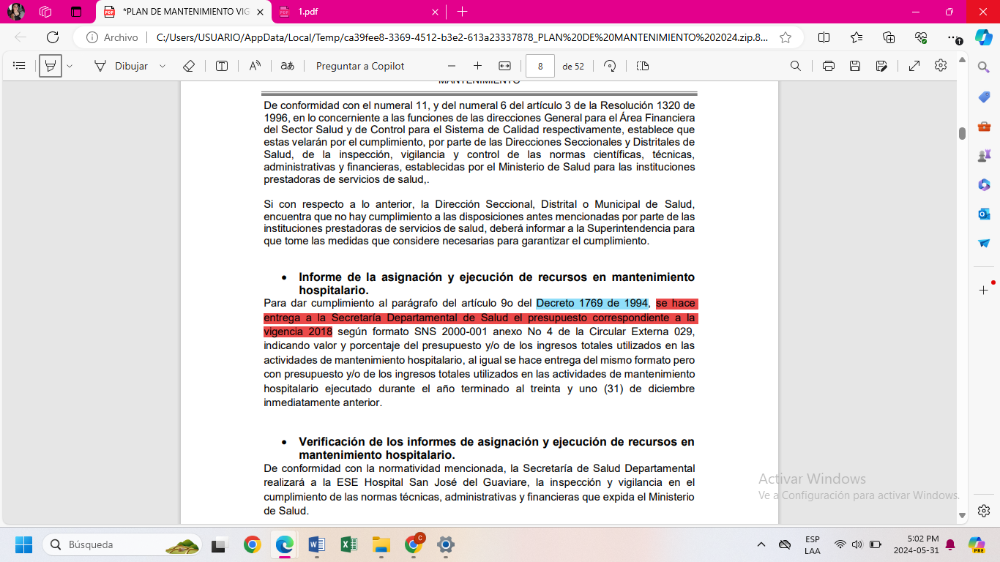 *PLAN DE MANTENIMIENTO VIG
1.pdf
Archivo
C:/Users/USUARIO/AppData/Local/Temp/ca39fee8-3369-4512-b3e2-613a23337878_PLAN%20DE%20MANTENIMIENTO%202024.zip.8...
Dibujar
aあ
Preguntar a Copilot
8
de 52
MANTENIMIENTO
De conformidad con el numeral 11, y del numeral 6 del artículo 3 de la Resolución 1320 de
1996, en lo concerniente a las funciones de las direcciones General para el Área Financiera
del Sector Salud y de Control para el Sistema de Calidad respectivamente, establece que
estas velarán por el cumplimiento, por parte de las Direcciones Seccionales y Distritales de
Salud, de la inspección, vigilancia y control de las normas científicas, técnicas,
administrativas y financieras, establecidas por el Ministerio de Salud para las instituciones
prestadoras de servicios de salud,.
Si con respecto a lo anterior, la Dirección Seccional, Distrital o Municipal de Salud,
encuentra que no hay cumplimiento a las disposiciones antes mencionadas por parte de las
instituciones prestadoras de servicios de salud, deberá informar a la Superintendencia para
que tome las medidas que considere necesarias para garantizar el cumplimiento.
• Informe de la asignación y ejecución de recursos en mantenimiento
hospitalario.
Para dar cumplimiento al parágrafo del artículo 9o del Decreto 1769 de 1994, se hace
entrega a la Secretaría Departamental de Salud el presupuesto correspondiente a la
vigencia 2018 según formato SNS 2000-001 anexo No 4 de la Circular Externa 029,
indicando valor y porcentaje del presupuesto y/o de los ingresos totales utilizados en las
actividades de mantenimiento hospitalario, al igual se hace entrega del mismo formato pero
con presupuesto y/o de los ingresos totales utilizados en las actividades de mantenimiento
hospitalario ejecutado durante el año terminado al treinta y uno (31) de diciembre
inmediatamente anterior.
• Verificación de los informes de asignación y ejecución de recursos en
mantenimiento hospitalario.
De conformidad con la normatividad mencionada, la Secretaría de Salud Departamental
realizará a la ESE Hospital San José del Guaviare, la inspección y vigilancia en el
cumplimiento de las normas técnicas, administrativas y financieras que expida el Ministerio
de Salud.
Activar Windows
Ve a Configuración para activar Windows.
Búsqueda
C
ESP
LAA
5:02 PM
2024-05-31
PRE